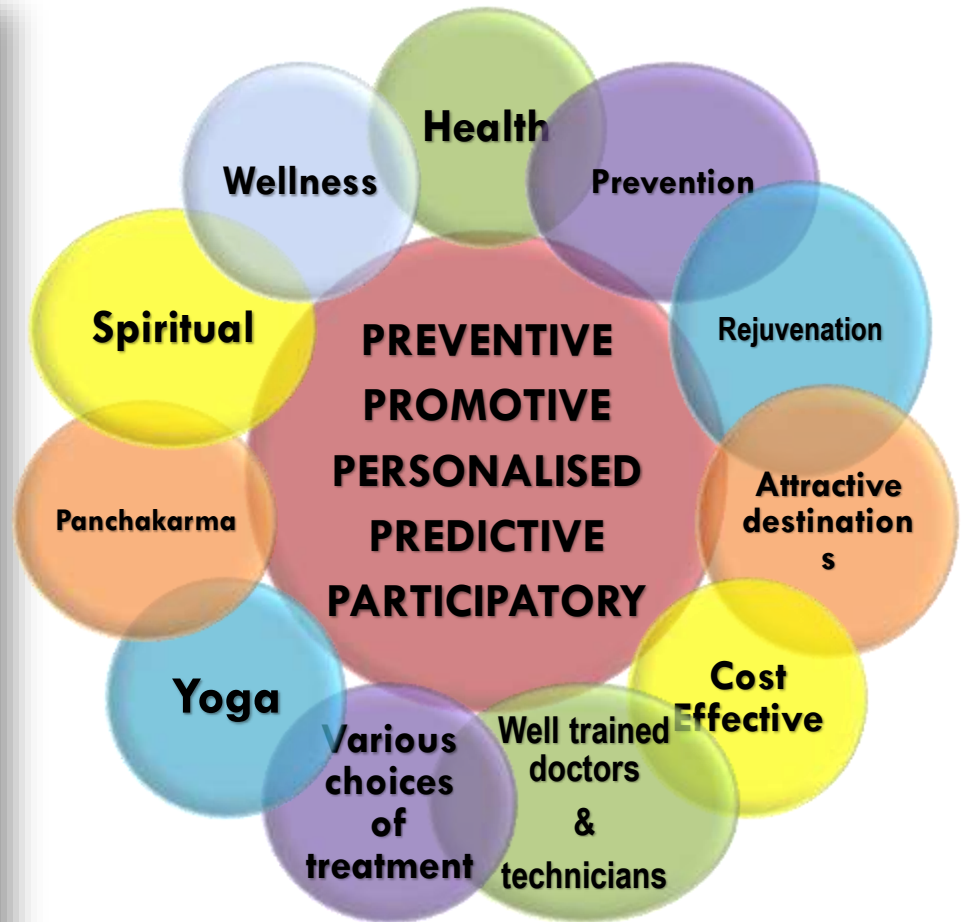 Health
Prevention
Rejuvenation
Attractive
destination
s
Cost
Effective
Well trained
doctors
&
technicians
Various
choices
of
treatment
Yoga
Panchakarma
Spiritual
Wellness
PREVENTIVE
PROMOTIVE
PERSONALISED
PREDICTIVE
PARTICIPATORY